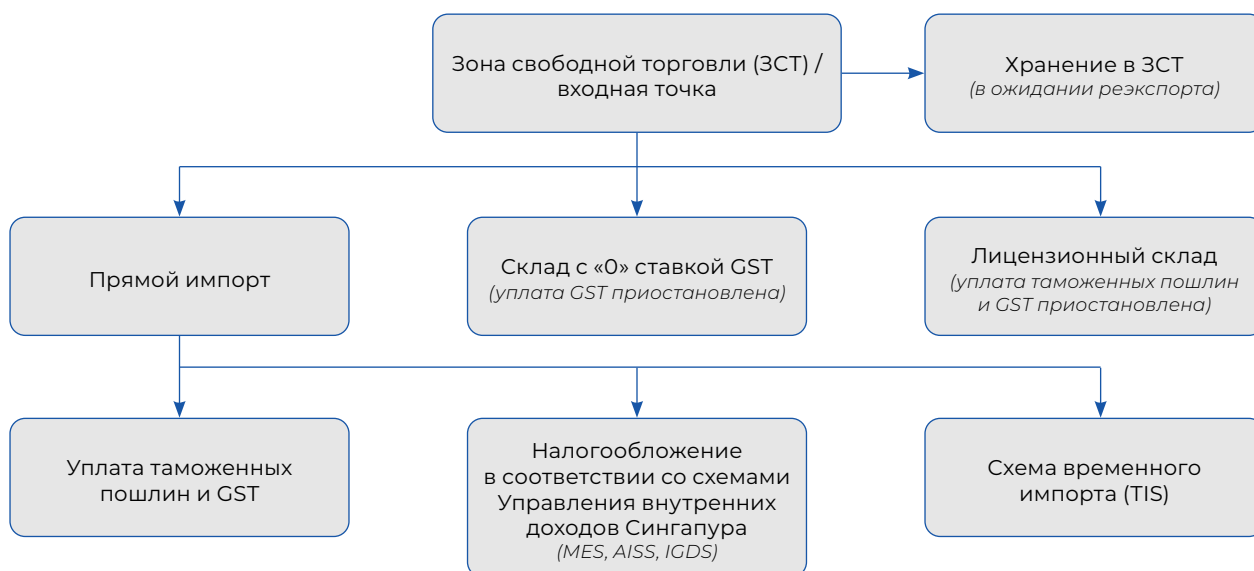 Зона свободной торговли (ЗСТ) /
входная точка
Хранение в ЗСТ
(в ожидании реэкспорта)
Прямой импорт
Склад с «0» ставкой GST
(уплата GST приостановлена)
Лицензионный склад
(уплата таможенных пошлин
и GST приостановлена)
Уплата таможенных
пошлин и GST
Налогообложение
в соответствии со схемами
Управления внутренних
доходов Сингапура
(MES, AISS, IGDS)
Схема временного
импорта (TIS)